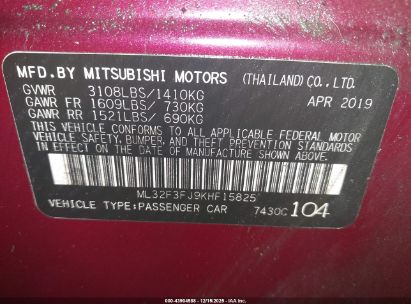 MFD.BY MITSUBISHI MOTORS (THAILAND) CO., LTD.
GVWR 3108LBS/1410KG APR 2019
GAWR FR 1609LBS/ 730KG
GAWR RR 1521LBS/ 690KG
THIS VEHICLE CONFORMS TO ALL APPLICABLE FEDERAL MOTOR
VEHICLE SAFETY, BUMPER, AND THEFT PREVENTION STANDARDS
IN EFFECT ON THE DATE OF MANUFACTURE SHOWN ABOVE.
ML32F3FJ9KHF15825
VEHICLE TYPE:PASSENGER CAR 7430C 104